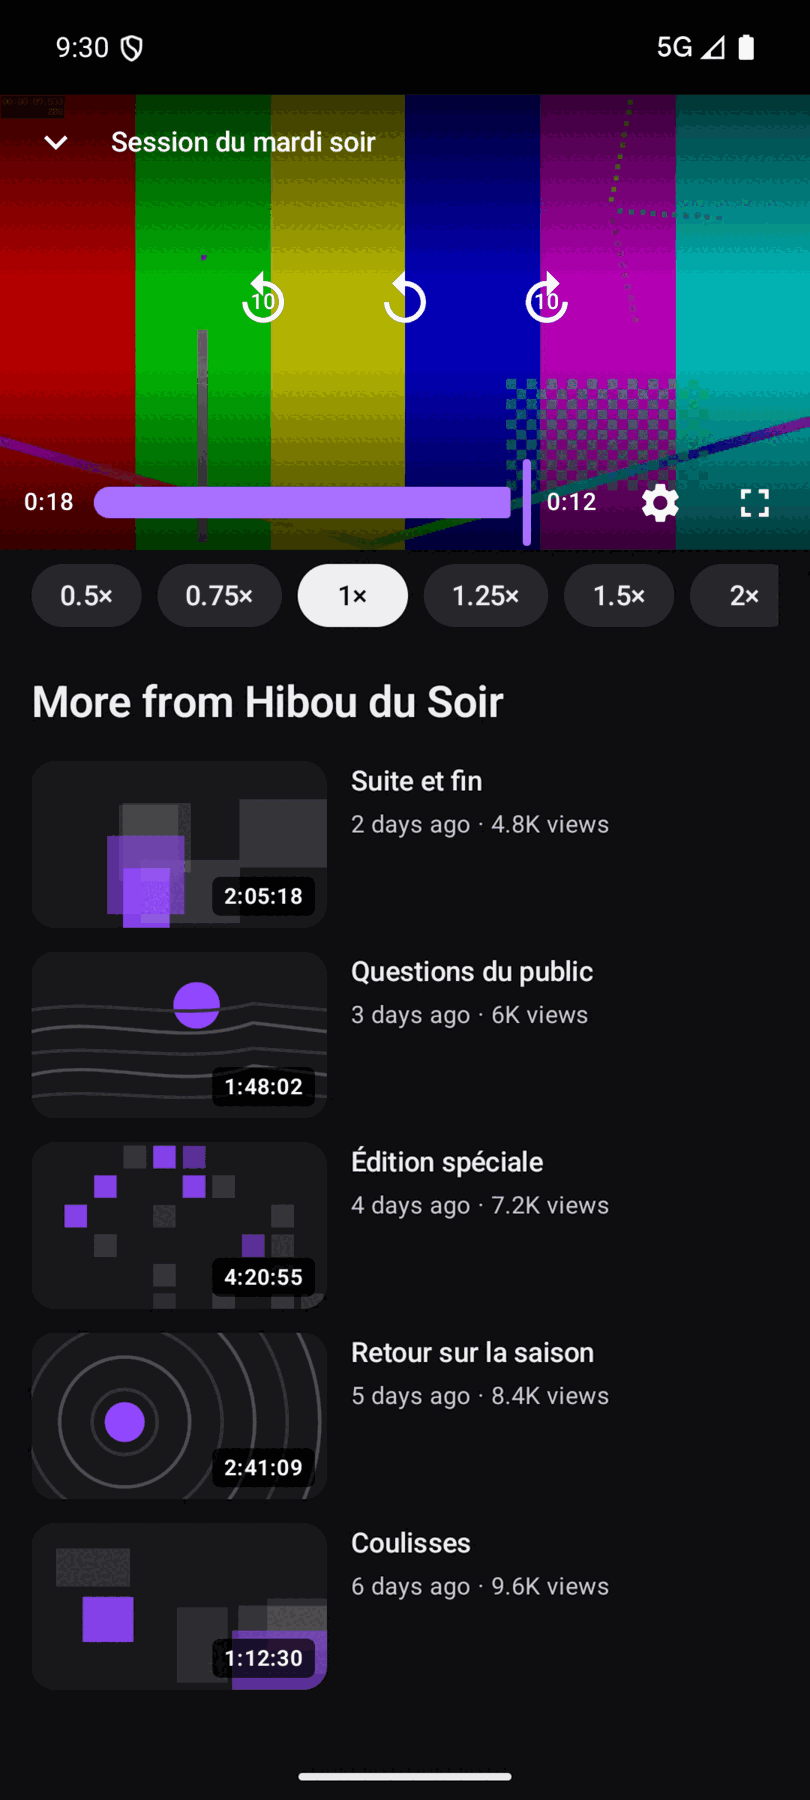 9:30
5G
Session du mardi soir
10
10
0:18
0:12
0.5×
0.75×
1×
1.25×
1.5×
2×
More from Hibou du Soir
Suite et fin
2 days ago · 4.8K views
2:05:18
Questions du public
3 days ago · 6K views
1:48:02
Édition spéciale
4 days ago · 7.2K views
4:20:55
Retour sur la saison
5 days ago · 8.4K views
2:41:09
Coulisses
6 days ago · 9.6K views
1:12:30